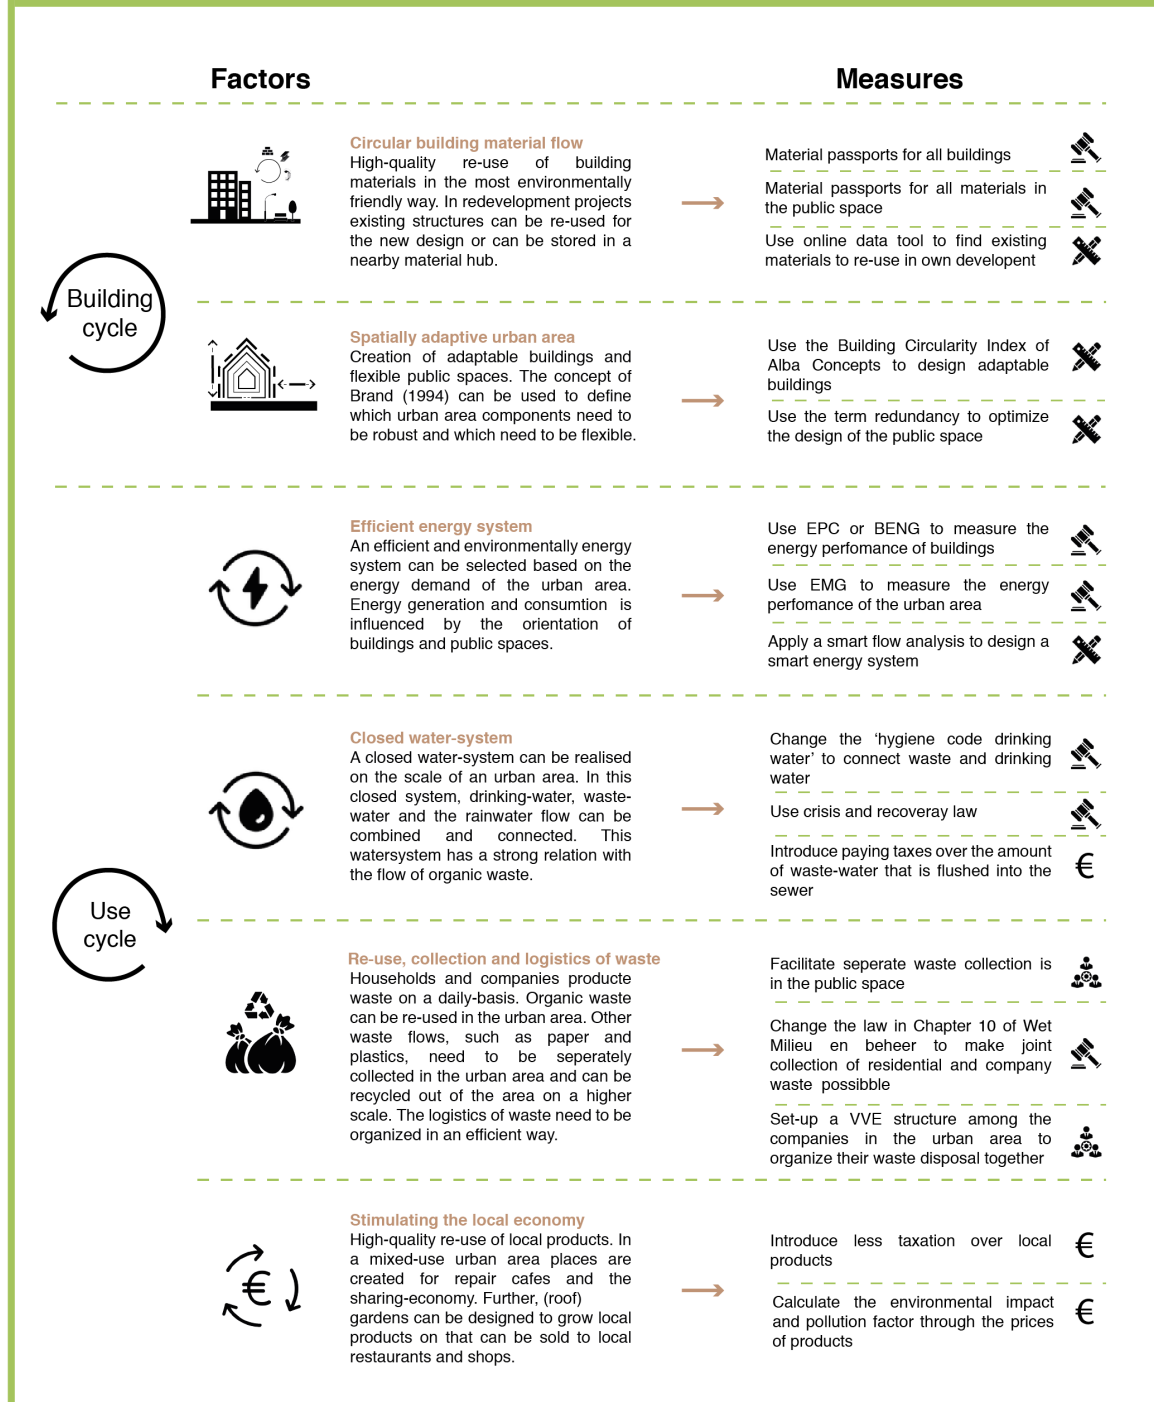 Factors
Measures
Building
cycle
Circular building material flow
High-quality re-use of building
materials in the most environmentally
friendly way. In redevelopment projects
existing structures can be re-used for
the new design or can be stored in a
nearby material hub.
Material passports for all buildings
Material passports for all materials in
the public space
Use online data tool to find existing
materials to re-use in own developent
Spatially adaptive urban area
Creation of adaptable buildings and
flexible public spaces. The concept of
Brand (1994) can be used to define
which urban area components need to
be robust and which need to be flexible.
Use the Building Circularity Index of
Alba Concepts to design adaptable
buildings
Use the term redundancy to optimize
the design of the public space
Use
cycle
Efficient energy system
An efficient and environmentally energy
system can be selected based on the
energy demand of the urban area.
Energy generation and consumtion is
influenced by the orientation of
buildings and public spaces.
Use EPC or BENG to measure the
energy perfomance of buildings
Use EMG to measure the energy
perfomance of the urban area
Apply a smart flow analysis to design a
smart energy system
Closed water-system
A closed water-system can be realised
on the scale of an urban area. In this
closed system, drinking-water, waste-
water and the rainwater flow can be
combined and connected. This
watersystem has a strong relation with
the flow of organic waste.
Change the ‘hygiene code drinking
water’ to connect waste and drinking
water
Use crisis and recoveray law
Introduce paying taxes over the amount
of waste-water that is flushed into the
sewer
€
Re-use, collection and logistics of waste
Households and companies producte
waste on a daily-basis. Organic waste
can be re-used in the urban area. Other
waste flows, such as paper and
plastics, need to be seperately
collected in the urban area and can be
recycled out of the area on a higher
scale. The logistics of waste need to be
organized in an efficient way.
Facilitate seperate waste collection is
in the public space
Change the law in Chapter 10 of Wet
Milieu en beheer to make joint
collection of residential and company
waste possibble
Set-up a VVE structure among the
companies in the urban area to
organize their waste disposal together
€
Stimulating the local economy
High-quality re-use of local products. In
a mixed-use urban area places are
created for repair cafes and the
sharing-economy. Further, (roof)
gardens can be designed to grow local
products on that can be sold to local
restaurants and shops.
Introduce less taxation over local
products
€
Calculate the environmental impact
and pollution factor through the prices
of products
€